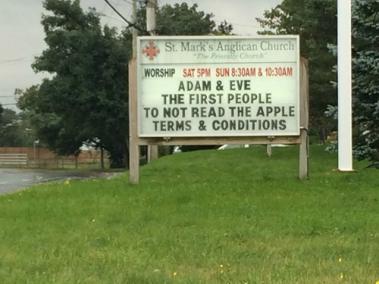 St. Mark's Anglican Church
"The Friendly Church"
WORSHIP SAT 5PM SUN 8:30AM & 10:30AM
ADAM & EVE
THE FIRST PEOPLE
TO NOT READ THE APPLE
TERMS & CONDITIONS